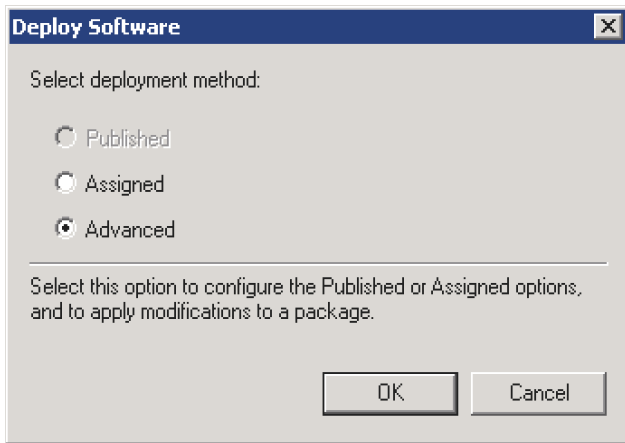 Deploy Software
Select deployment method:
Published
Assigned
Advanced
Select this option to configure the Published or Assigned options,
and to apply modifications to a package.
OK
Cancel